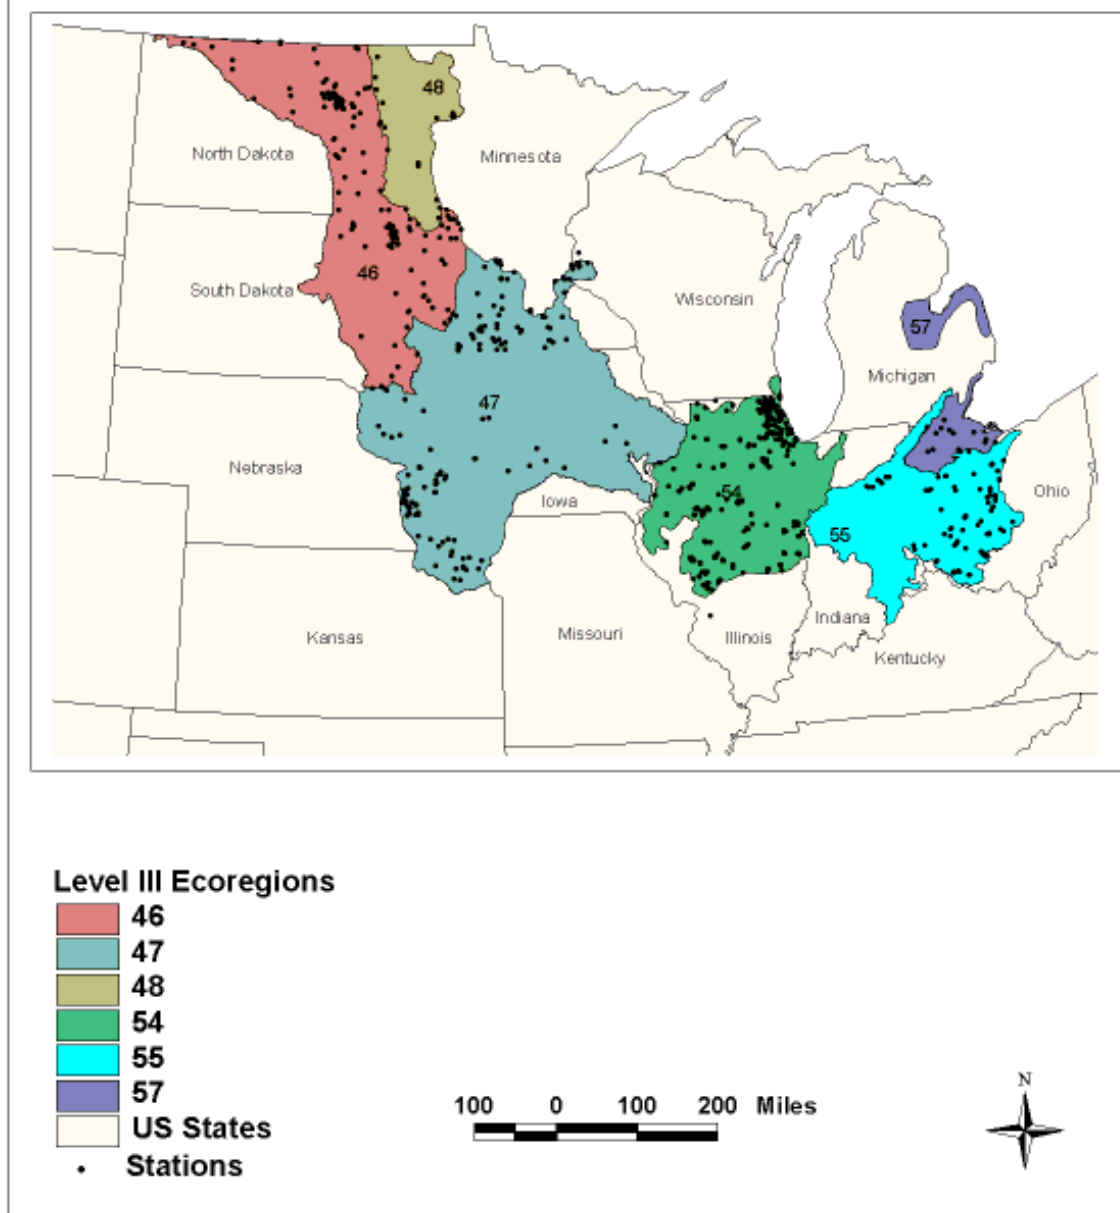 48
North Dakota
Minnesota
46
South Dakota
Wisconsin
57
Michigan
47
Nebraska
54
Ohio
Iowa
55
Indiana
Kansas
Missouri
Illinois
Kentucky
Level III Ecoregions
46
47
48
54
55
57
US States
Stations
100 0 100 200 Miles
N